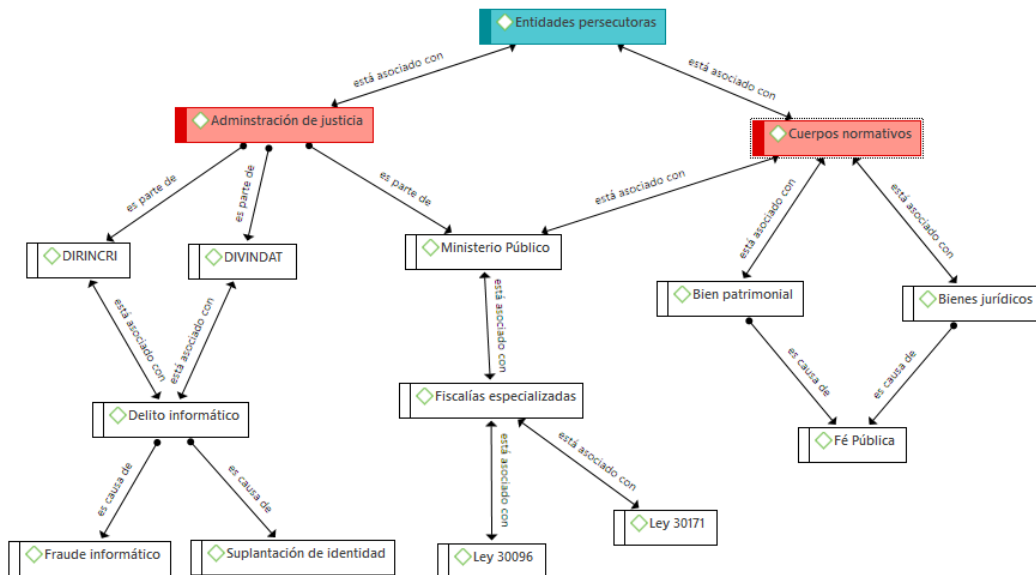 Entidades persecutoras
está asociado con
está asociado con
Adminstración de justicia
Cuerpos normativos
es parte de
es parte de
es parte de
está asociado con
está asociado con
está asociado con
DIRINCRI
DIVINDAT
Ministerio Público
Bien patrimonial
Bienes jurídicos
está asociado con
está asociado con
está asociado con
es causa de
es causa de
Delito informático
Fiscalías especializadas
Fé Pública
es causa de
es causa de
está asociado con
está asociado con
Fraude informático
Suplantación de identidad
Ley 30096
Ley 30171